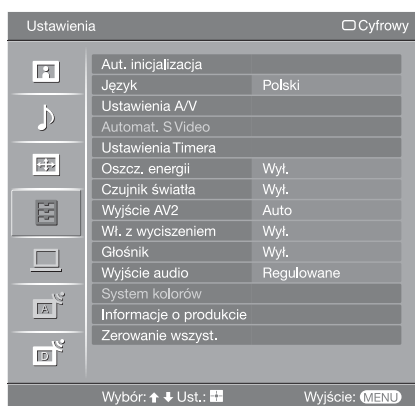 Ustawienia Cyfrowy
Aut. inicjalizacja
Język Polski
Ustawienia A/V
Automat. S Video
Ustawienia Timera
Oszcz. energii Wył.
Czujnik światła Wył.
Wyjście AV2 Auto
Wł. z wyciszeniem Wył.
Głośnik Wył.
Wyjście audio Regulowane
System kolorów
Informacje o produkcie
Zerowanie wszyst.
A
D
Wybór: Ust.: Wyjście: MENU